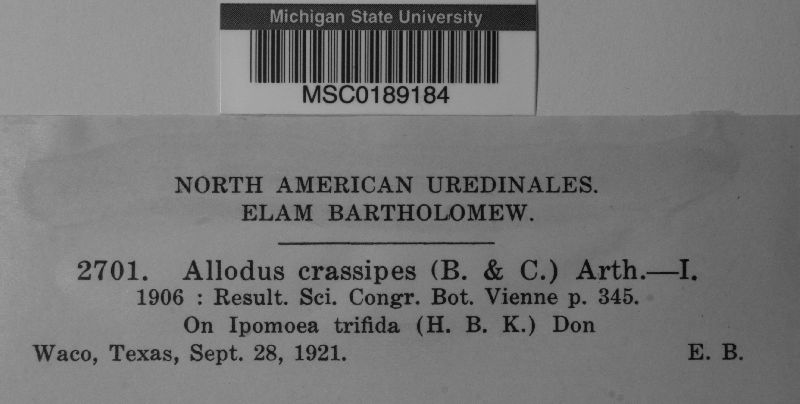 Michigan State University
MSC0189184
NORTH AMERICAN UREDINALES.
ELAM BARTHOLOMEW.
2701. Allodus crassipes (B. & C.) Arth.—I.
1906 : Result. Sci. Congr. Bot. Vienne p. 345.
On Ipomoea trifida (H. B. K.) Don
Waco, Texas, Sept. 28, 1921. E. B.